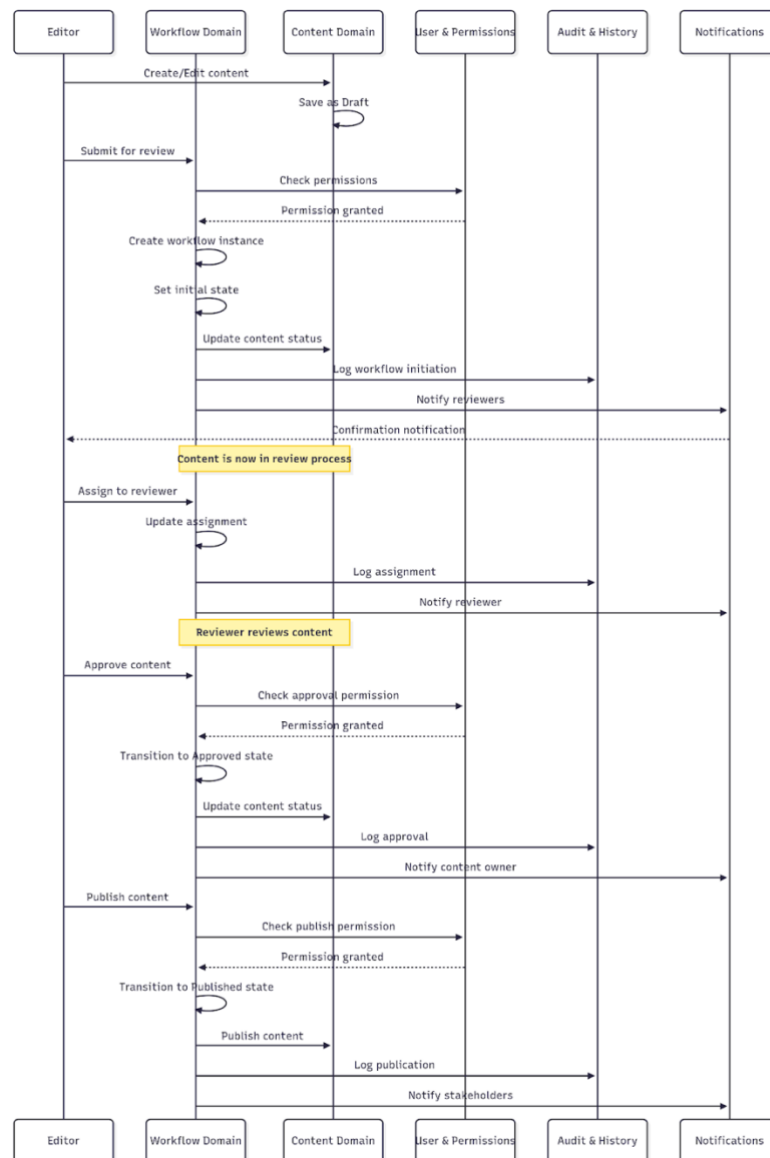 Editor
Workflow Domain
Content Domain
User & Permissions
Audit & History
Notifications
Create/Edit content
Save as Draft
Submit for review
Check permissions
Permission granted
Create workflow instance
Set initial state
Update content status
Log workflow initiation
Notify reviewers
Confirmation notification
Content is now in review process
Assign to reviewer
Update assignment
Log assignment
Notify reviewer
Reviewer reviews content
Approve content
Check approval permission
Permission granted
Transition to Approved state
Update content status
Log approval
Notify content owner
Publish content
Check publish permission
Permission granted
Transition to Published state
Publish content
Log publication
Notify stakeholders
Editor
Workflow Domain
Content Domain
User & Permissions
Audit & History
Notifications